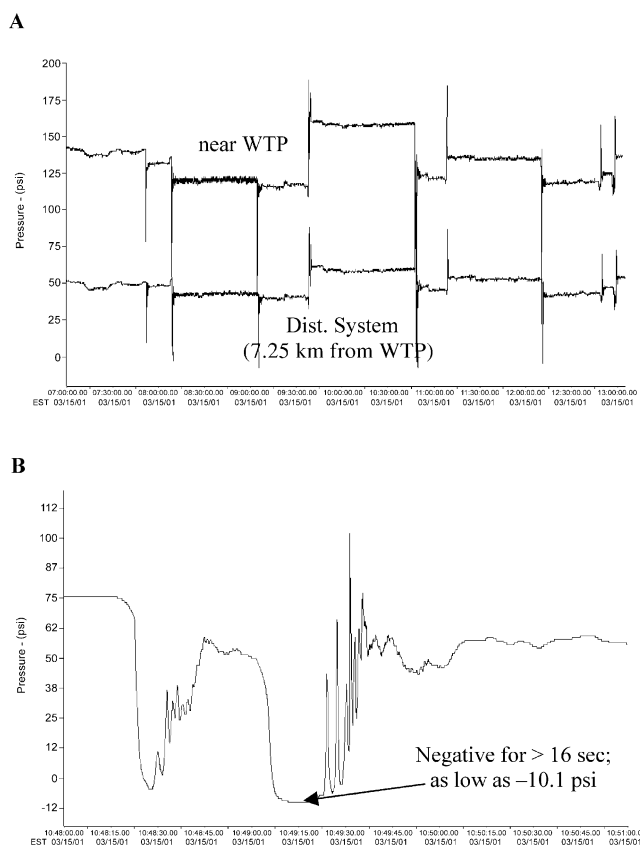 A
Pressure - (psi)
200
175
150
125
100
75
50
25
0
near WTP
Dist. System
(7.25 km from WTP)
07:00:00.00 07:30:00.00 08:00:00.00 08:30:00.00 09:00:00.00 09:30:00.00 10:00:00.00 10:30:00.00 11:00:00.00 11:30:00.00 12:00:00.00 12:30:00.00 13:00:00.00
EST 03/15/01 03/15/01 03/15/01 03/15/01 03/15/01 03/15/01 03/15/01 03/15/01 03/15/01 03/15/01 03/15/01 03/15/01 03/15/01
B
Pressure - (psi)
112
100
87
75
62
50
38
25
12
0
-12
Negative for > 16 sec;
as low as –10.1 psi
10:48:00.00 10:48:15.00 10:48:30.00 10:48:45.00 10:49:00.00 10:49:15.00 10:49:30.00 10:49:45.00 10:50:00.00 10:50:15.00 10:50:30.00 10:50:45.00 10:51:00.00
EST 03/15/01 03/15/01 03/15/01 03/15/01 03/15/01 03/15/01 03/15/01 03/15/01 03/15/01 03/15/01 03/15/01 03/15/01 03/15/01